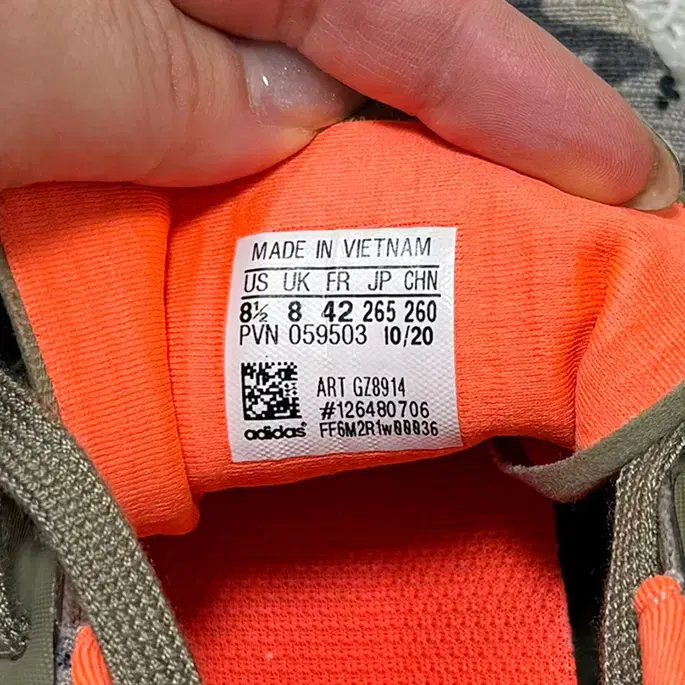 MADE IN VIETNAM
US UK FR JP CHN
8½ 8 42 265 260
PVN 059503 10/20
ART GZ8914
#126480706
adidas FF6M2R1w00036